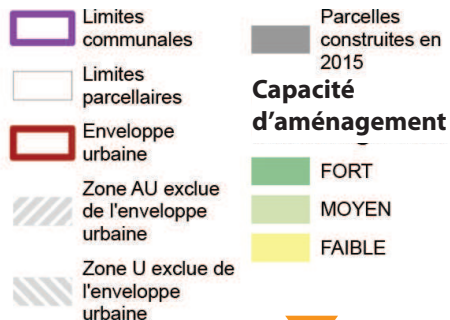 Limites
communales
Limites
parcellaires
Enveloppe
urbaine
Zone AU exclue
de l'enveloppe
urbaine
Zone U exclue de
l'enveloppe
urbaine
Parcelles
construites en
2015
Capacité
d’aménagement
FORT
MOYEN
FAIBLE